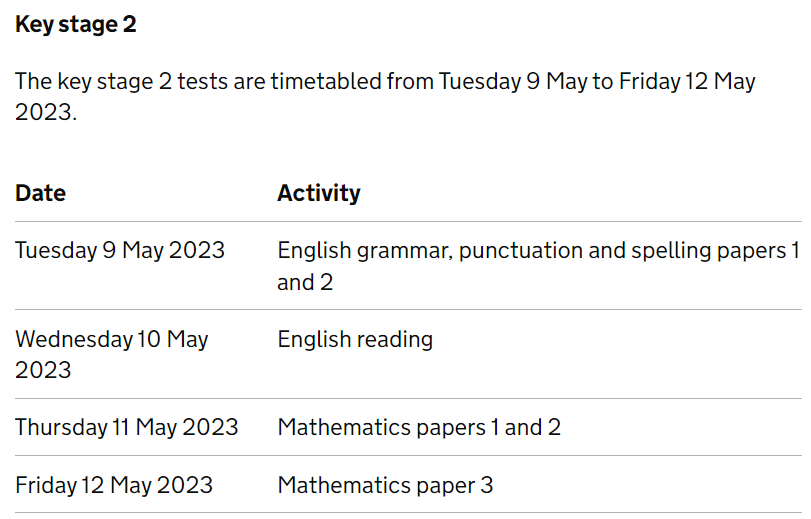 Key stage 2
The key stage 2 tests are timetabled from Tuesday 9 May to Friday 12 May
2023.
Date Activity
Tuesday 9 May 2023 English grammar, punctuation and spelling papers 1
and 2
Wednesday 10 May English reading
2023
Thursday 11 May 2023 Mathematics papers 1 and 2
Friday 12 May 2023 Mathematics paper 3